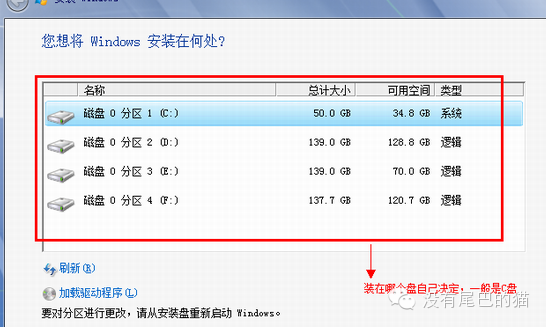 安装 Windows
您想将 Windows 安装在何处?
名称 总计大小 可用空间 类型
磁盘 0 分区 1 (C:) 50.0 GB 34.8 GB 系统
磁盘 0 分区 2 (D:) 139.0 GB 128.8 GB 逻辑
磁盘 0 分区 3 (E:) 139.0 GB 70.0 GB 逻辑
磁盘 0 分区 4 (F:) 137.7 GB 120.7 GB 逻辑
刷新(R)
装在哪个盘自己决定，一般是C盘
加载驱动程序(L)
没有尾巴的猫
要对分区进行更改，请从安装盘重新启动 Windows。